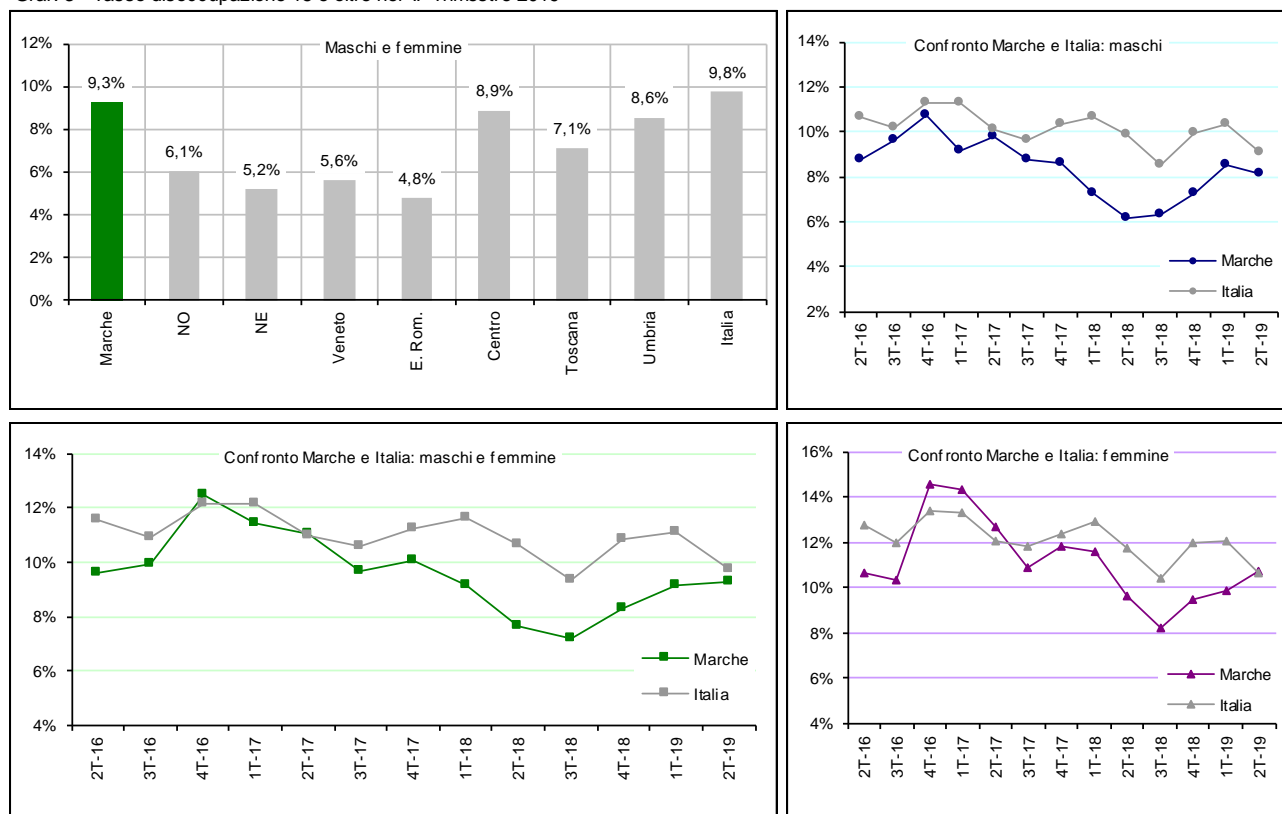 Maschi e femmine
12%
10%
8%
6%
4%
2%
0%
9,3%
6,1%
5,2%
5,6%
4,8%
8,9%
7,1%
8,6%
9,8%
Marche
NO
NE
Veneto
E. Rom.
Centro
Toscana
Umbria
Italia
Confronto Marche e Italia: maschi
14%
12%
10%
8%
6%
4%
2%
Marche
Italia
2T-16
3T-16
4T-16
1T-17
2T-17
3T-17
4T-17
1T-18
2T-18
3T-18
4T-18
1T-19
2T-19
Confronto Marche e Italia: maschi e femmine
14%
12%
10%
8%
6%
4%
Marche
Italia
2T-16
3T-16
4T-16
1T-17
2T-17
3T-17
4T-17
1T-18
2T-18
3T-18
4T-18
1T-19
2T-19
Confronto Marche e Italia: femmine
16%
14%
12%
10%
8%
6%
4%
Marche
Italia
2T-16
3T-16
4T-16
1T-17
2T-17
3T-17
4T-17
1T-18
2T-18
3T-18
4T-18
1T-19
2T-19